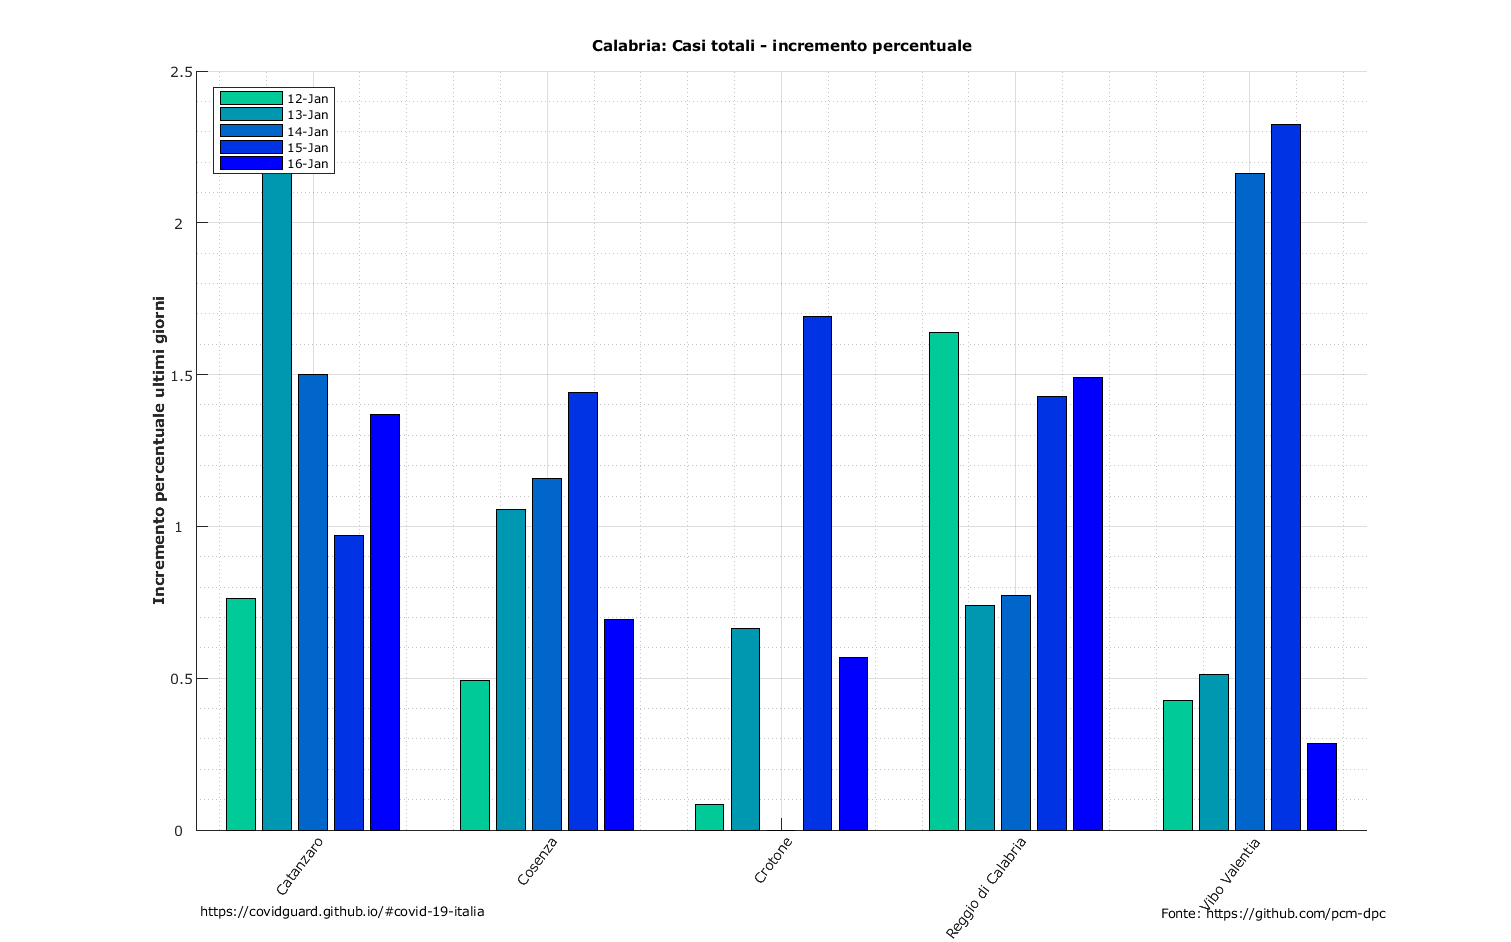 Calabria: Casi totali - incremento percentuale
2.5
2
1.5
1
0.5
0
Incremento percentuale ultimi giorni
12-Jan
13-Jan
14-Jan
15-Jan
16-Jan
Catanzaro
Cosenza
Crotone
Reggio di Calabria
Vibo Valentia
https://covidguard.github.io/#covid-19-italia
Fonte: https://github.com/pcm-dpc